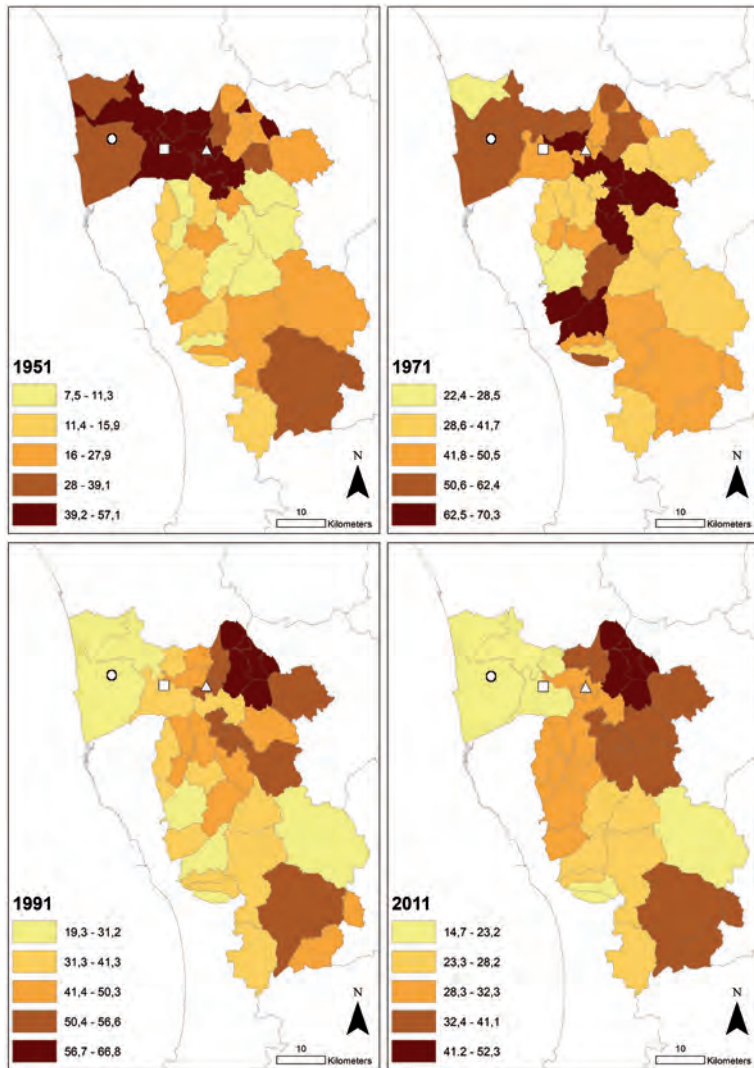 1951
7,5 - 11,3
11,4 - 15,9
16 - 27,9
28 - 39,1
39,2 - 57,1
N
10
Kilometers
1971
22,4 - 28,5
28,6 - 41,7
41,8 - 50,5
50,6 - 62,4
62,5 - 70,3
N
10
Kilometers
1991
19,3 - 31,2
31,3 - 41,3
41,4 - 50,3
50,4 - 56,6
56,7 - 66,8
N
10
Kilometers
2011
14,7 - 23,2
23,3 - 28,2
28,3 - 32,3
32,4 - 41,1
41,2 - 52,3
N
10
Kilometers